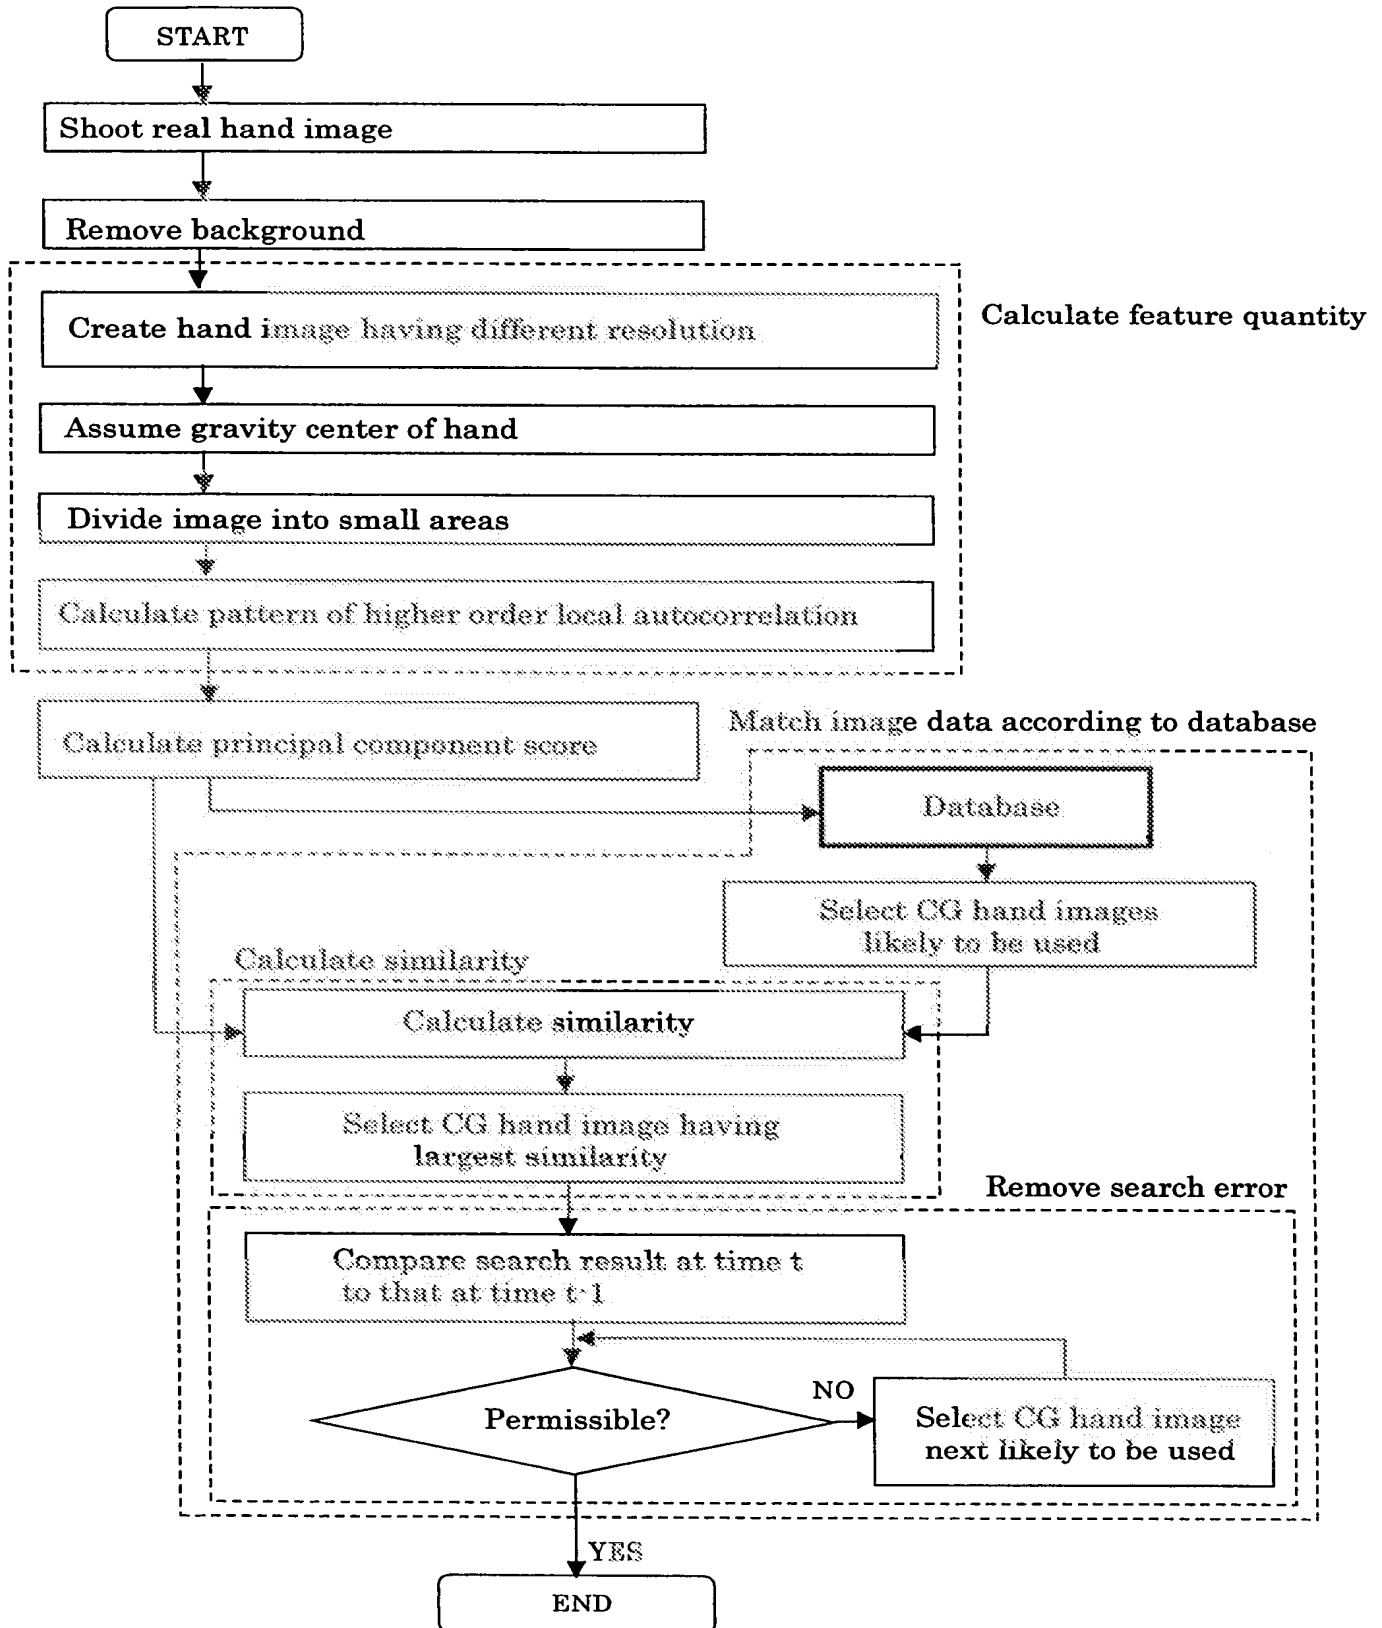 START
Shoot real hand image
Remove background
Calculate feature quantity
Create hand image having different resolution
Assume gravity center of hand
Divide image into small areas
Calculate pattern of higher order local autocorrelation
Calculate principal component score
Match image data according to database
Database
Select CG hand images
likely to be used
Calculate similarity
Calculate similarity
Select CG hand image having
largest similarity
Remove search error
Compare search result at time t
to that at time t-1
Permissible?
NO
Select CG hand image
next likely to be used
YES
END